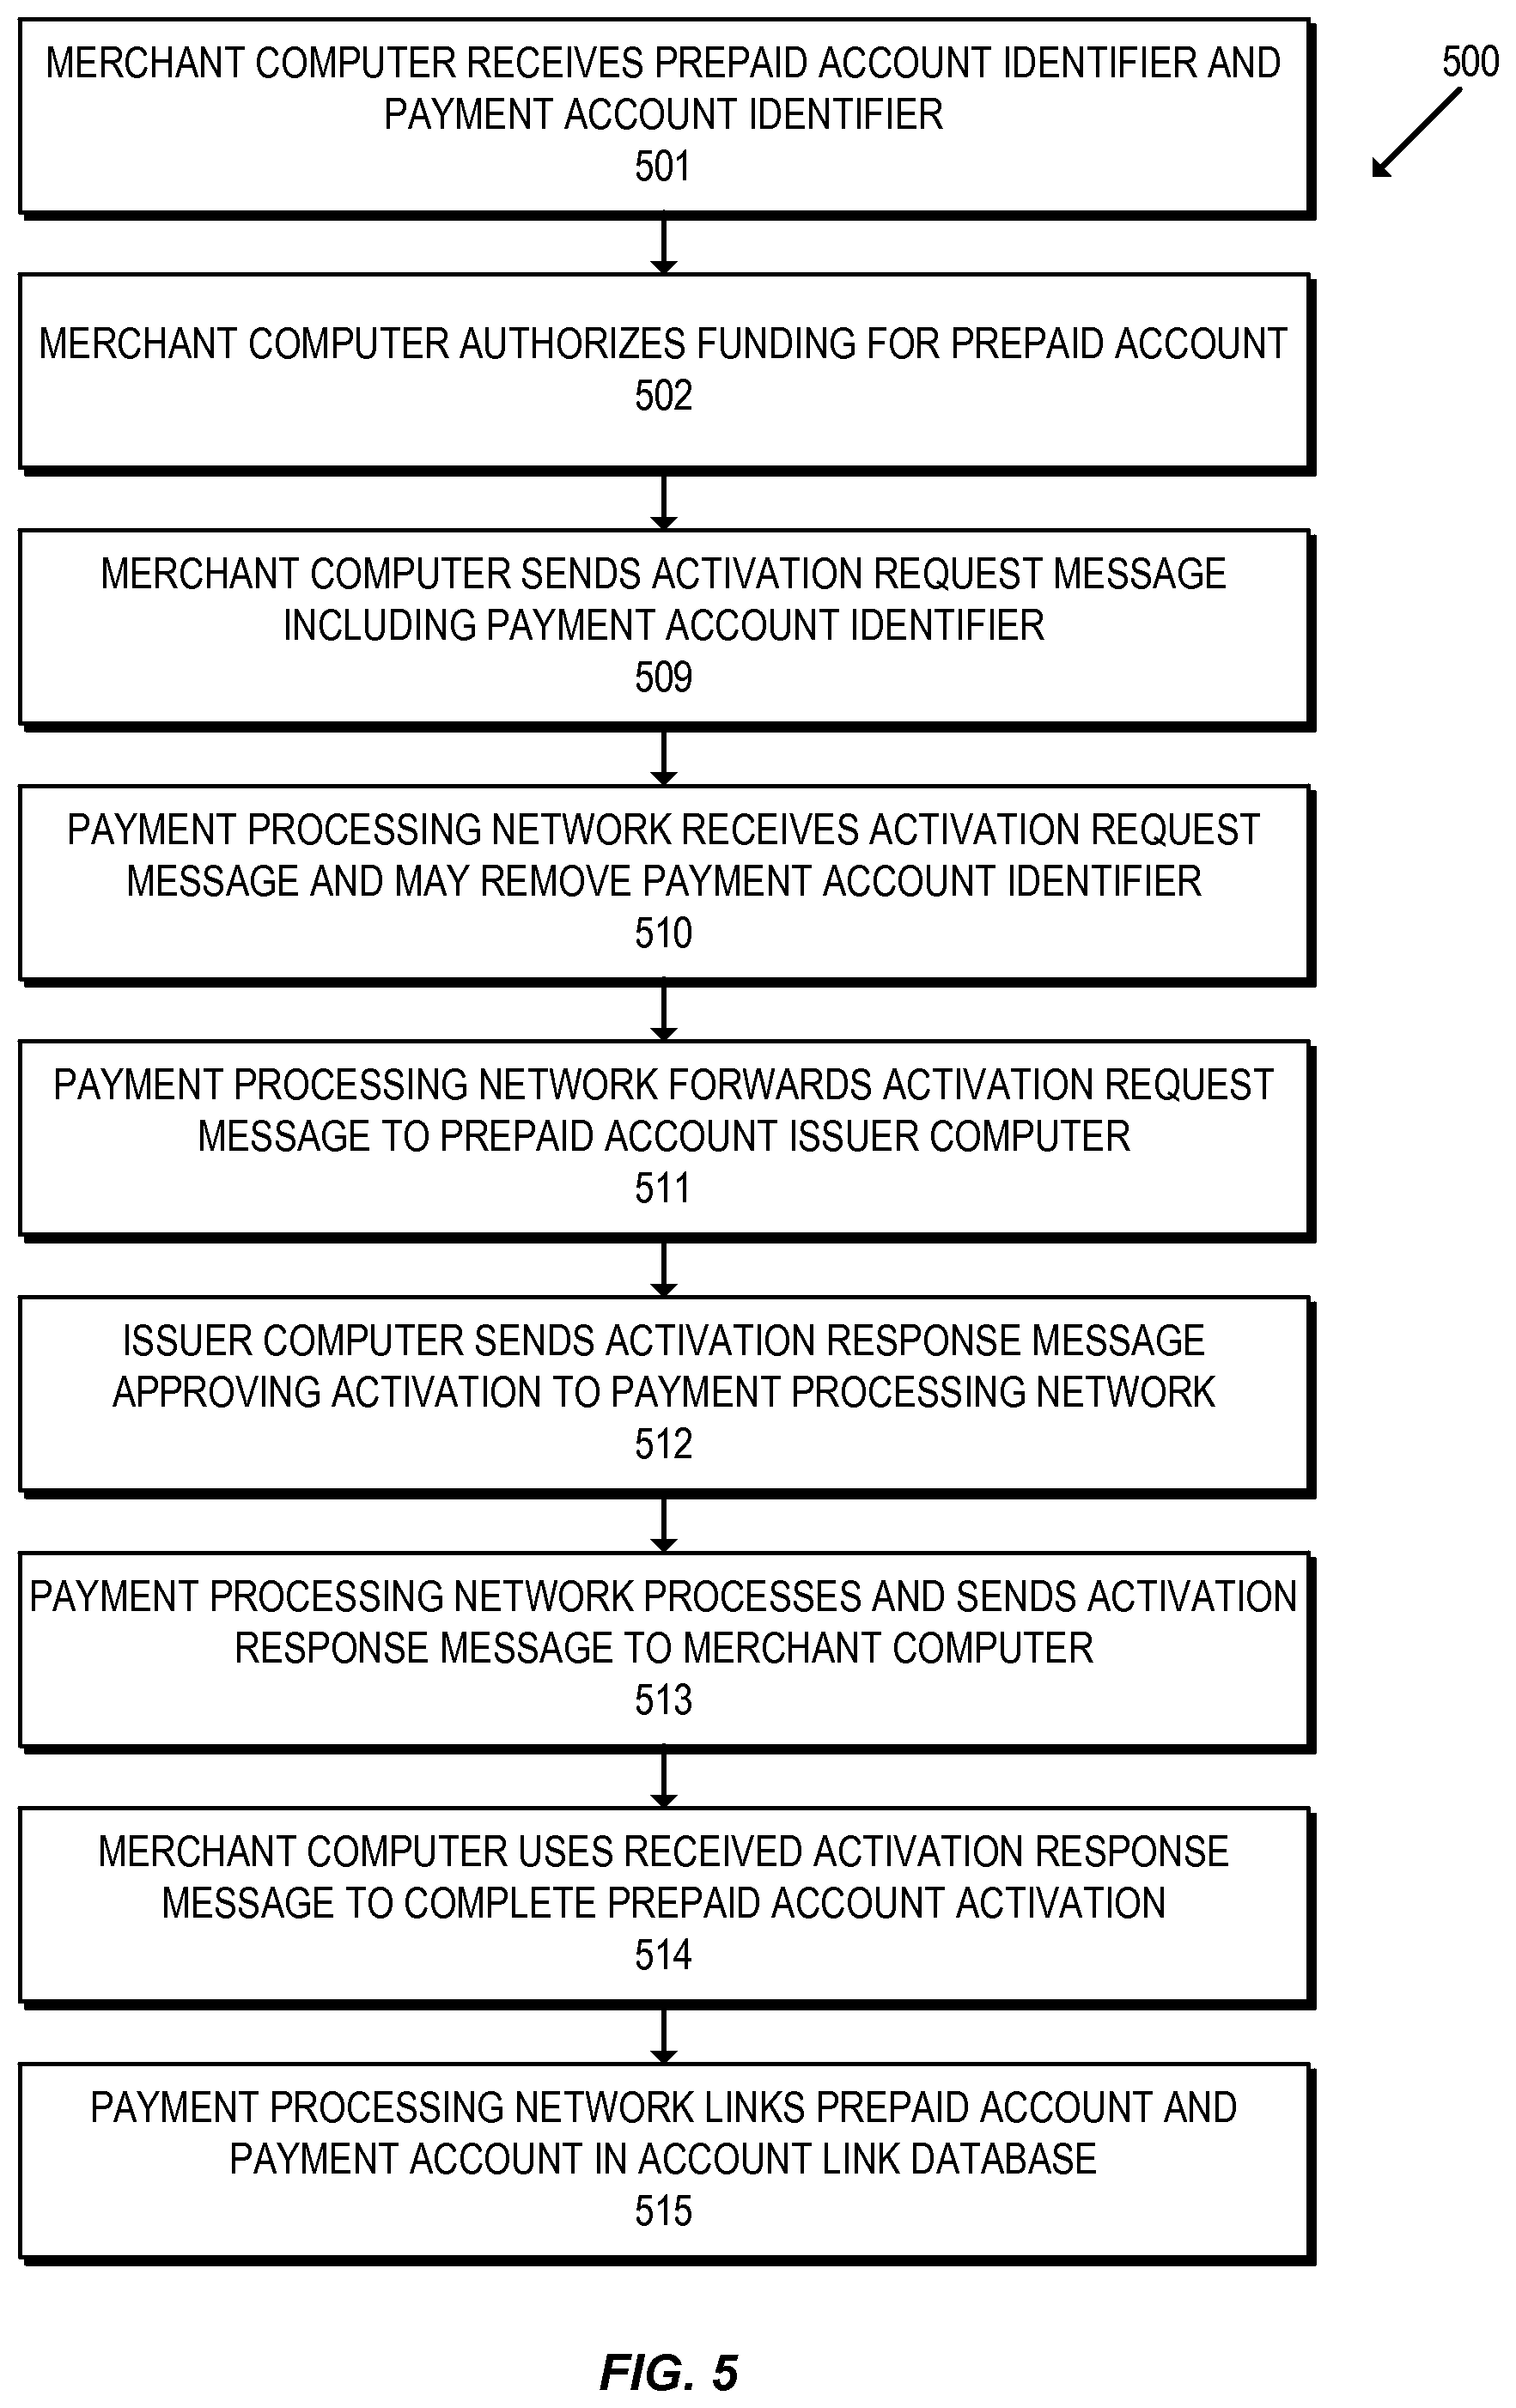 MERCHANT COMPUTER RECEIVES PREPAID ACCOUNT IDENTIFIER AND
PAYMENT ACCOUNT IDENTIFIER
501
500
MERCHANT COMPUTER AUTHORIZES FUNDING FOR PREPAID ACCOUNT
502
MERCHANT COMPUTER SENDS ACTIVATION REQUEST MESSAGE
INCLUDING PAYMENT ACCOUNT IDENTIFIER
509
PAYMENT PROCESSING NETWORK RECEIVES ACTIVATION REQUEST
MESSAGE AND MAY REMOVE PAYMENT ACCOUNT IDENTIFIER
510
PAYMENT PROCESSING NETWORK FORWARDS ACTIVATION REQUEST
MESSAGE TO PREPAID ACCOUNT ISSUER COMPUTER
511
ISSUER COMPUTER SENDS ACTIVATION RESPONSE MESSAGE
APPROVING ACTIVATION TO PAYMENT PROCESSING NETWORK
512
PAYMENT PROCESSING NETWORK PROCESSES AND SENDS ACTIVATION
RESPONSE MESSAGE TO MERCHANT COMPUTER
513
MERCHANT COMPUTER USES RECEIVED ACTIVATION RESPONSE
MESSAGE TO COMPLETE PREPAID ACCOUNT ACTIVATION
514
PAYMENT PROCESSING NETWORK LINKS PREPAID ACCOUNT AND
PAYMENT ACCOUNT IN ACCOUNT LINK DATABASE
515
FIG. 5